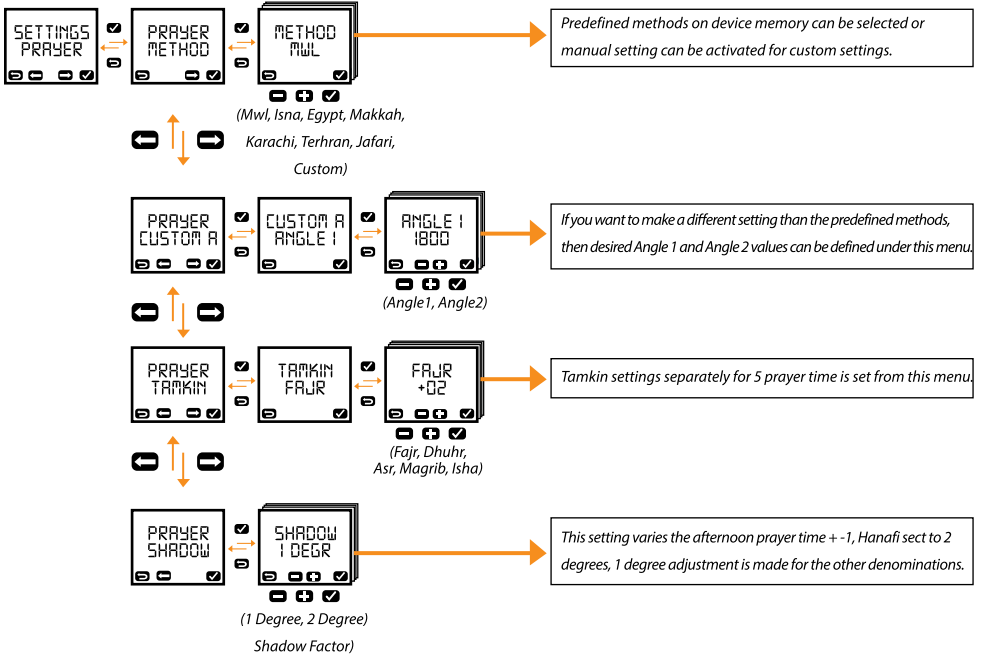 SETTINGS
PRAYER
PRAYER
METHOD
METHOD
MWL
Predefined methods on device memory can be selected or
manual setting can be activated for custom settings.
(Mwl, Isna, Egypt, Makkah,
Karachi, Terhran, Jafari,
Custom)
PRAYER
CUSTOM A
CUSTOM A
ANGLE 1
ANGLE 1
1800
If you want to make a different setting than the predefined methods,
then desired Angle 1 and Angle 2 values can be defined under this menu.
(Angle1, Angle2)
PRAYER
TAMKIN
TAMKIN
FAJR
FAJR
+02
Tamkin settings separately for 5 prayer time is set from this menu.
(Fajr, Dhuhr,
Asr, Magrib, Isha)
PRAYER
SHADOW
SHADOW
1 DEGR
This setting varies the afternoon prayer time + -1, Hanafi sect to 2
degrees, 1 degree adjustment is made for the other denominations.
(1 Degree, 2 Degree)
Shadow Factor)